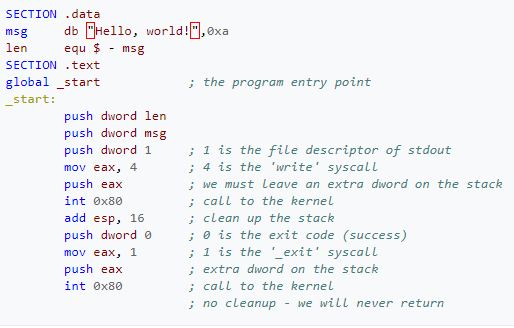 SECTION .data
msg db "Hello, world!",0xa
len equ $ - msg
SECTION .text
global _start ; the program entry point
_start:
push dword len
push dword msg
push dword 1 ; 1 is the file descriptor of stdout
mov eax, 4 ; 4 is the 'write' syscall
push eax ; we must leave an extra dword on the stack
int 0x80 ; call to the kernel
add esp, 16 ; clean up the stack
push dword 0 ; 0 is the exit code (success)
mov eax, 1 ; 1 is the '_exit' syscall
push eax ; extra dword on the stack
int 0x80 ; call to the kernel
; no cleanup - we will never return